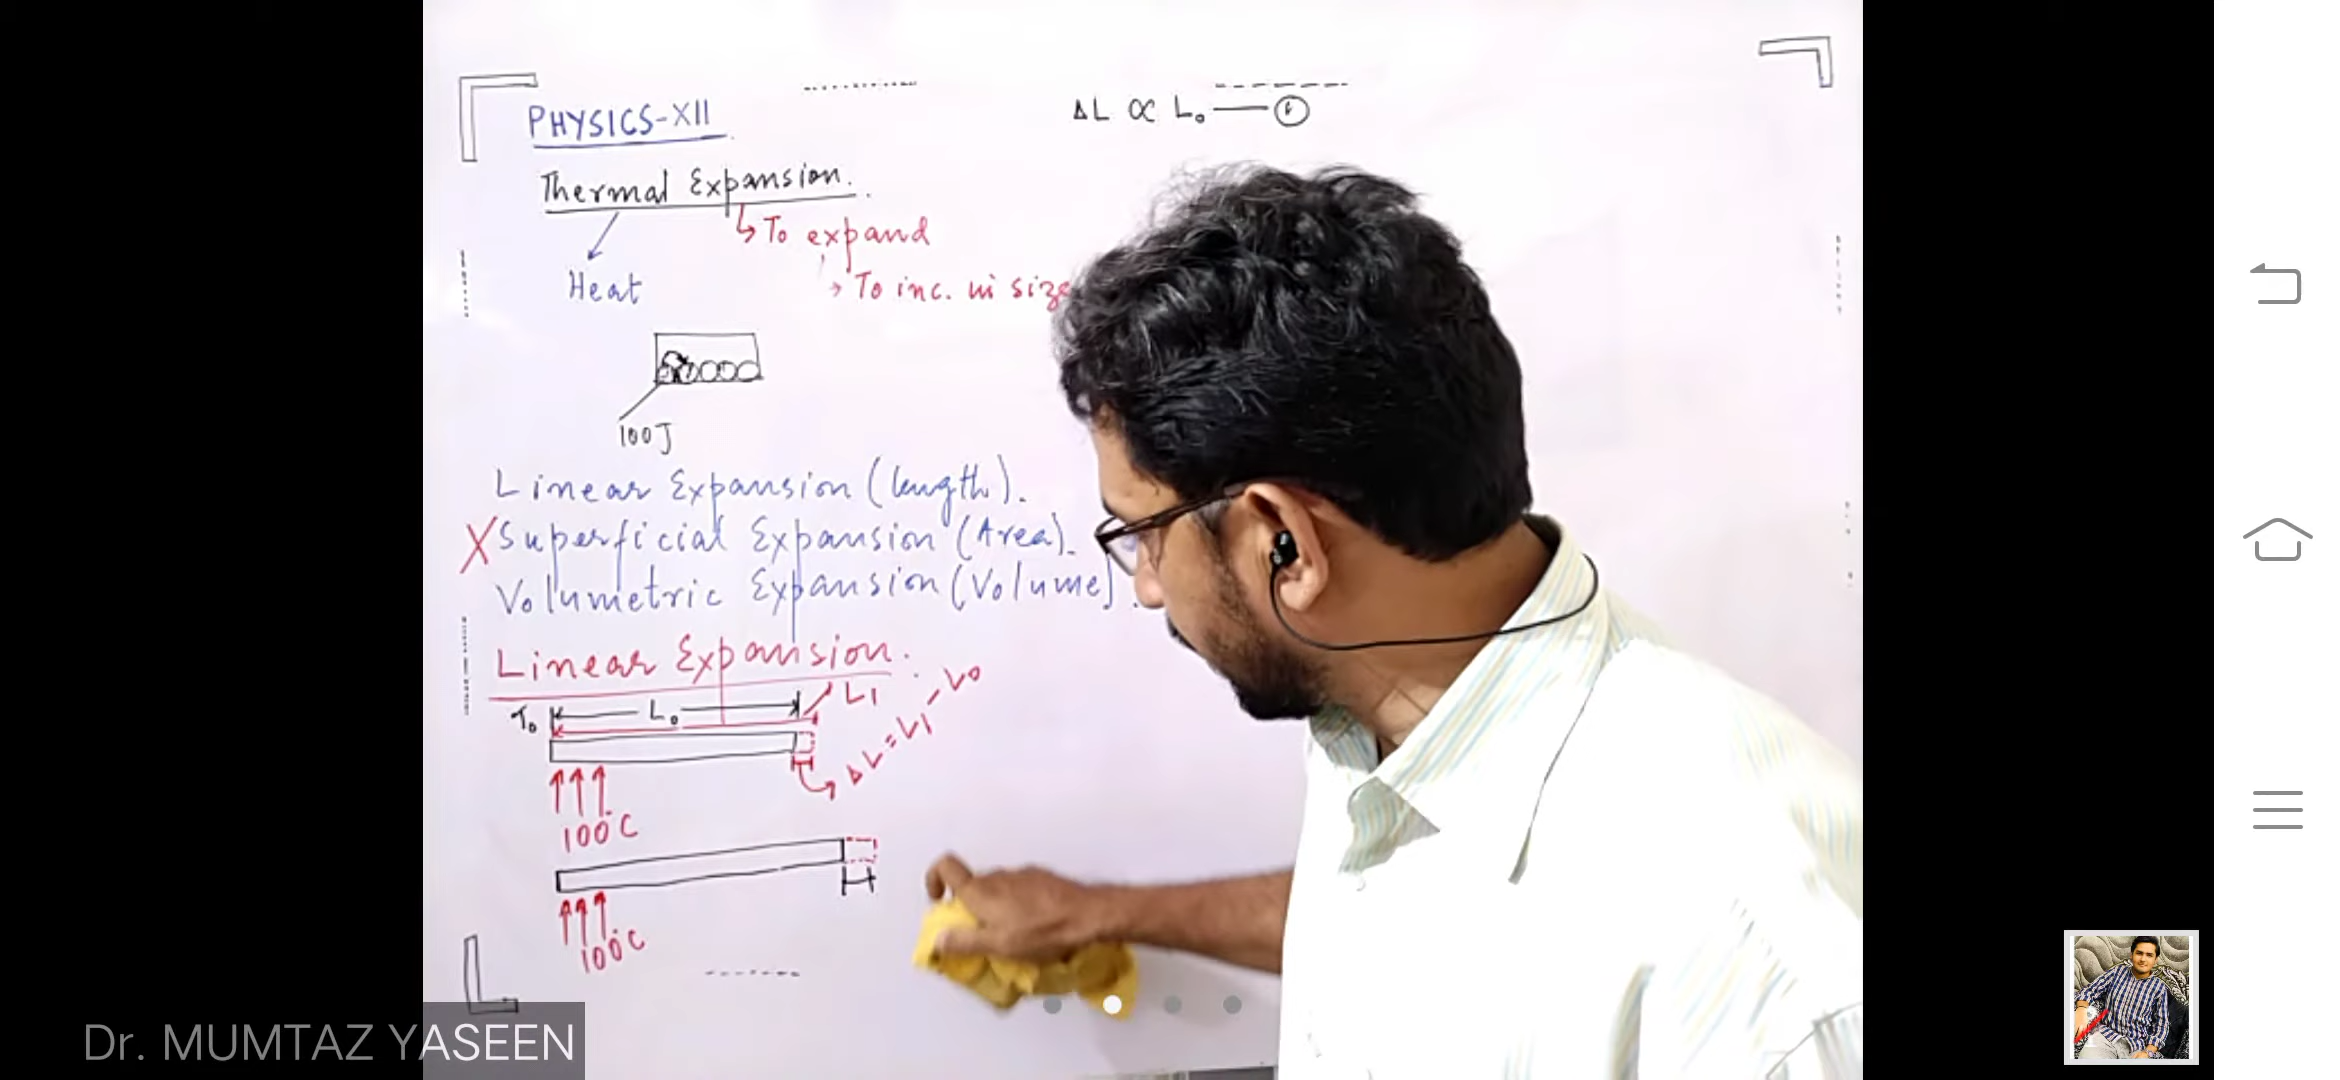 PHYSICS-XII
Thermal Expansion.
To expand
Heat
To inc. in size
100J
Linear Expansion (length).
X Superficial Expansion (Area).
Volumetric Expansion (Volume).
Linear Expansion.
T₀ L₀ L₁
ΔL = L₁ - L₀
100°C
100°C
ΔL ∝ L₀
Dr. MUMTAZ YASEEN